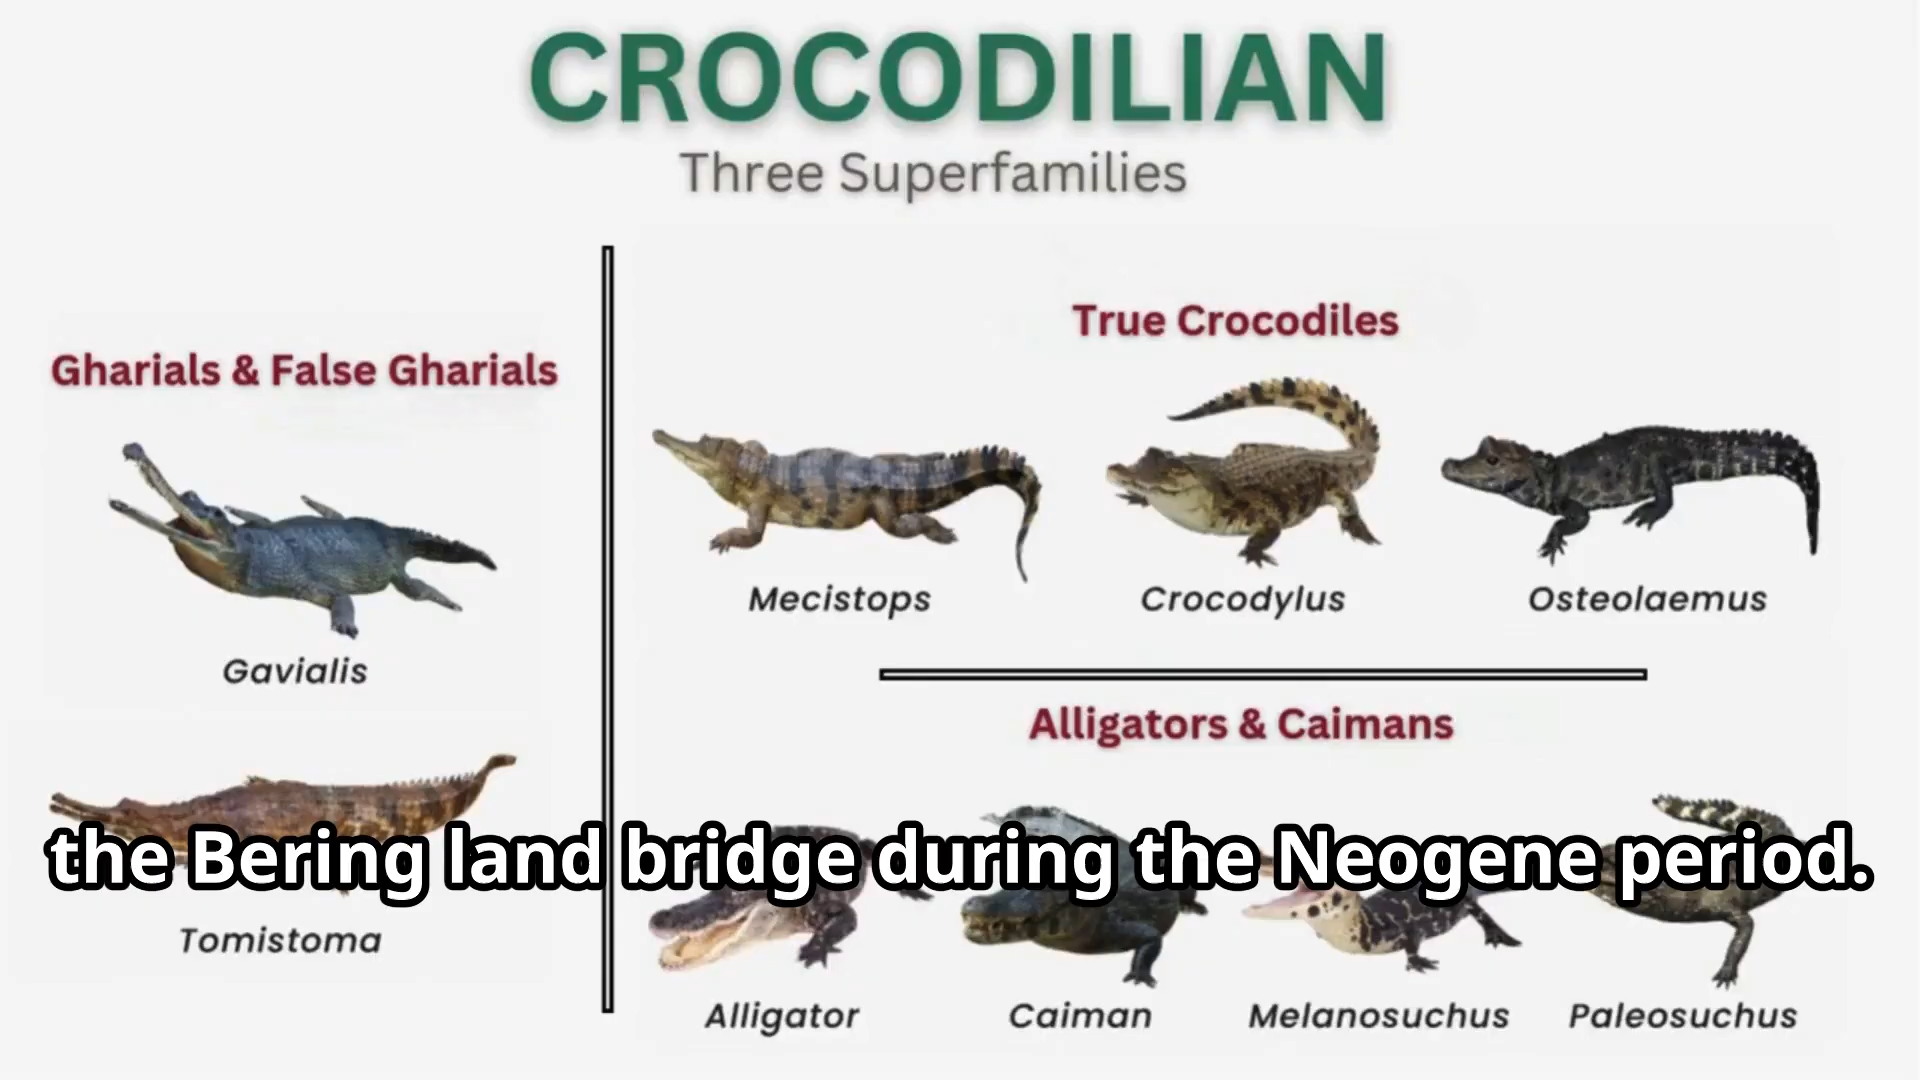 CROCODILIAN
Three Superfamilies
Gharials & False Gharials
Gavialis
Tomistoma
True Crocodiles
Mecistops
Crocodylus
Osteolaemus
Alligators & Caimans
Alligator
Caiman
Melanosuchus
Paleosuchus
the Bering land bridge during the Neogene period.